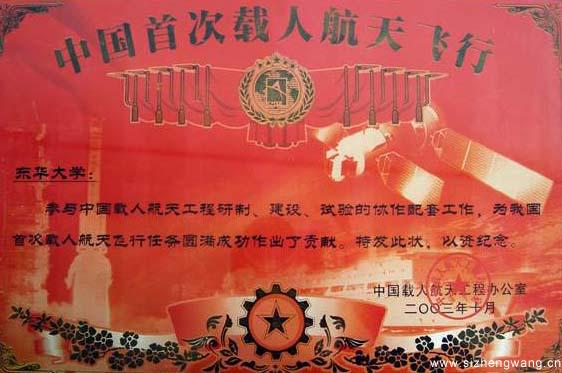 中国首次载人航天飞行
东华大学：
参与中国载人航天工程研制、建设、试验的协作配套工作，为我国
首次载人航天飞行任务圆满成功作出了贡献。特发此状，以资纪念。
中国载人航天工程办公室
二〇〇三年十月
www.sizhengwang.cn